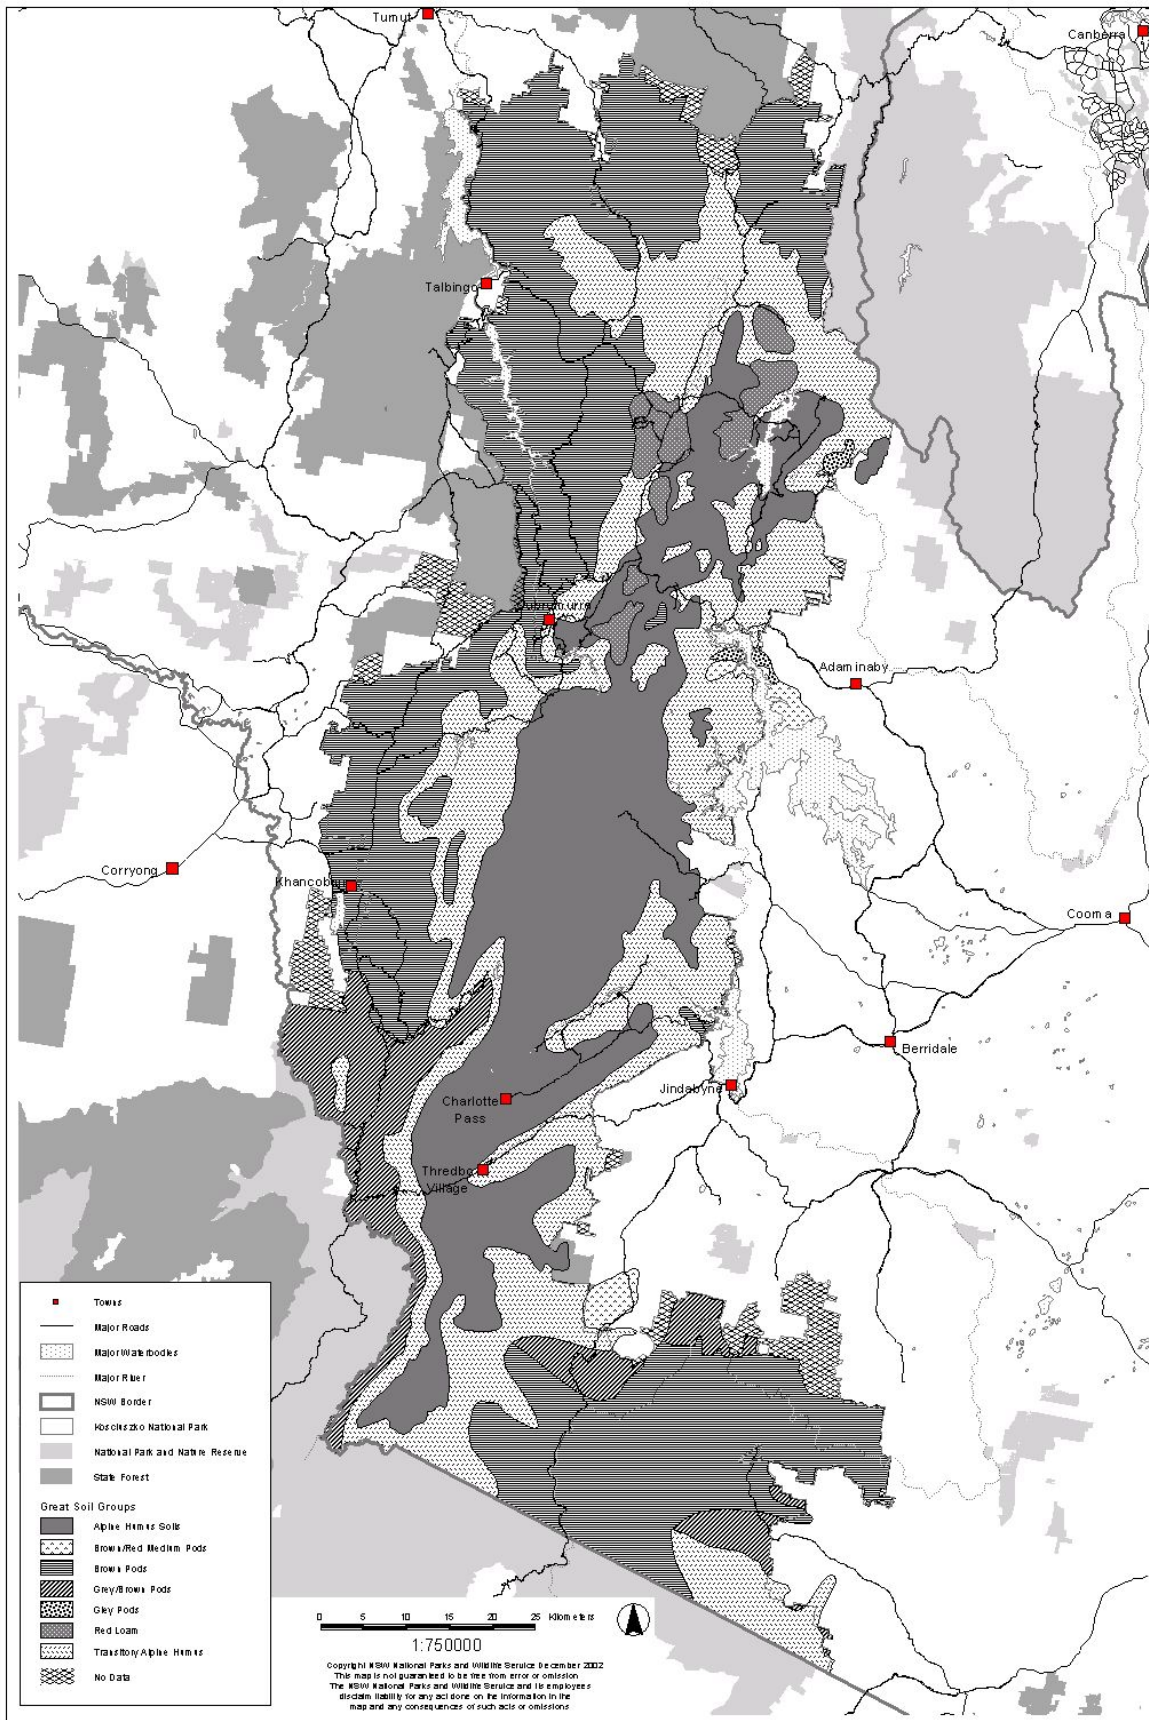 Tumut
Canberra
Talbingo
Adaminaby
Corryong
Cooma
Berridale
Jindabyne
Charlotte
Pass
Thredbo
Village
Towns
Major Roads
Major Waterbodies
Major River
NSW Border
Kosciuszko National Park
National Park and Nature Reserve
State Forest
Great Soil Groups
Alpine Humus Soils
Brown/Red Medium Pods
Brown Pods
Grey/Brown Pods
Gley Pods
Red Loam
Transitory Alpine Humus
No Data
0 5 10 15 20 25 Kilometers
1:750000
Copyright NSW National Parks and Wildlife Service December 2002
This map is not guaranteed to be free from error or omission
The NSW National Parks and Wildlife Service and its employees
disclaim liability for any act done on the information in the
map and any consequences of such acts or omissions